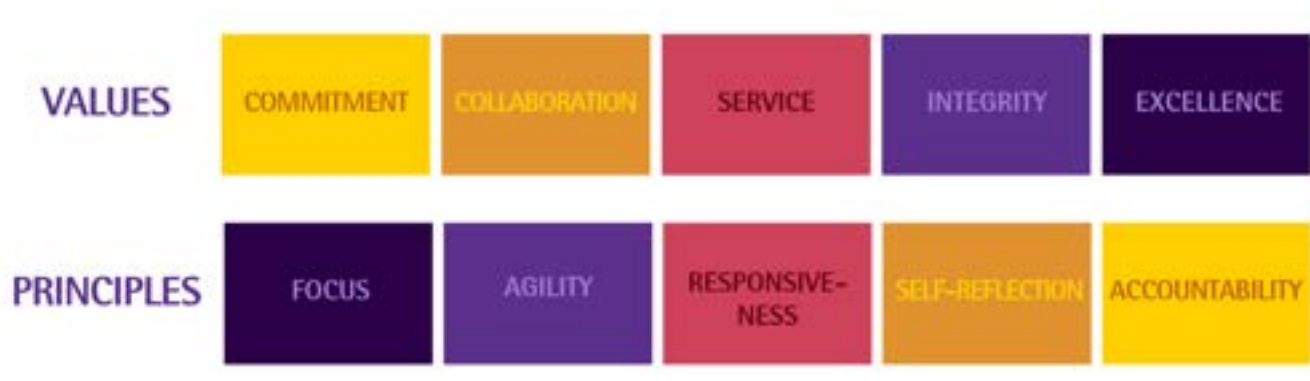 VALUES COMMITMENT COLLABORATION SERVICE INTEGRITY EXCELLENCE
PRINCIPLES FOCUS AGILITY RESPONSIVE-
NESS SELF-REFLECTION ACCOUNTABILITY